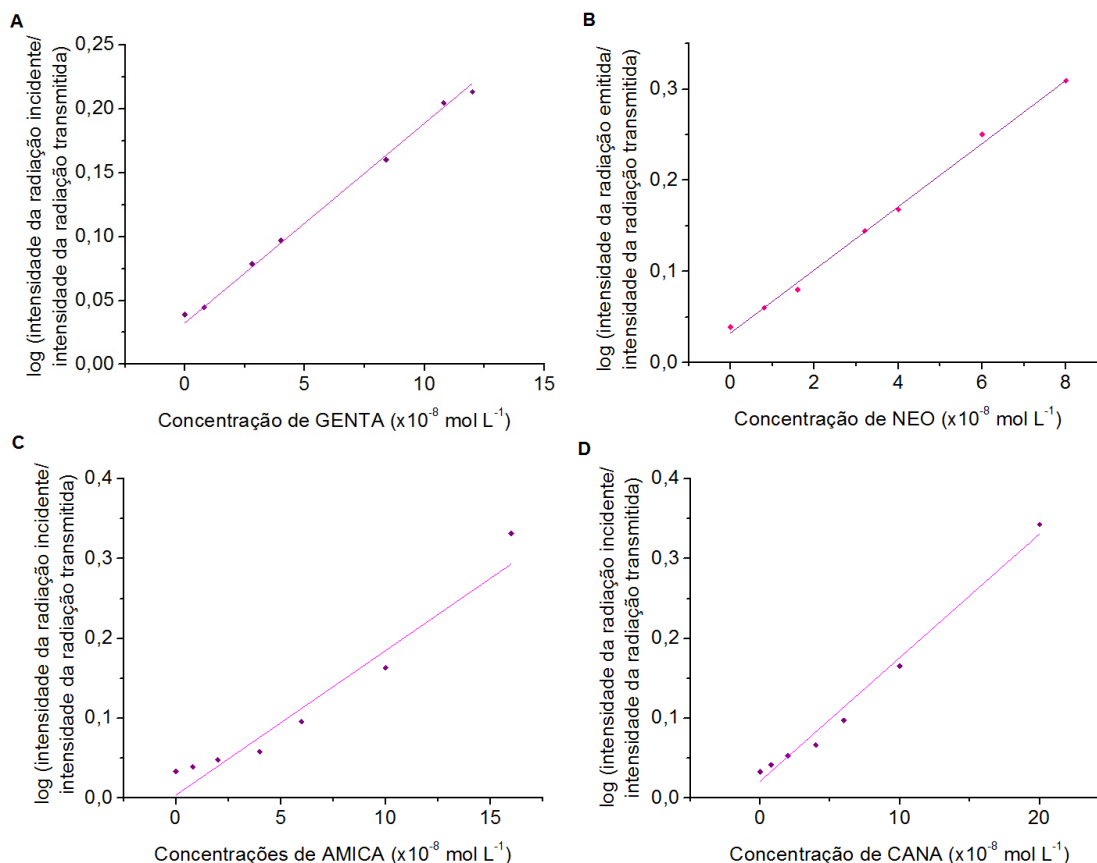 A
log (intensidade da radiação incidente/
intensidade da radiação transmitida)
0,25
0,20
0,15
0,10
0,05
0,00
0 5 10 15
Concentração de GENTA (x10⁻⁸ mol L⁻¹)
B
log (intensidade da radiação emitida/
intensidade da radiação transmitida)
0,3
0,2
0,1
0,0
0 2 4 6 8
Concentração de NEO (x10⁻⁸ mol L⁻¹)
C
log (intensidade da radiação incidente/
intensidade da radiação transmitida)
0,4
0,3
0,2
0,1
0,0
0 5 10 15
Concentrações de AMICA (x10⁻⁸ mol L⁻¹)
D
log (intensidade da radiação incidente/
intensidade da radiação transmitida)
0,4
0,3
0,2
0,1
0,0
0 10 20
Concentração de CANA (x10⁻⁸ mol L⁻¹)